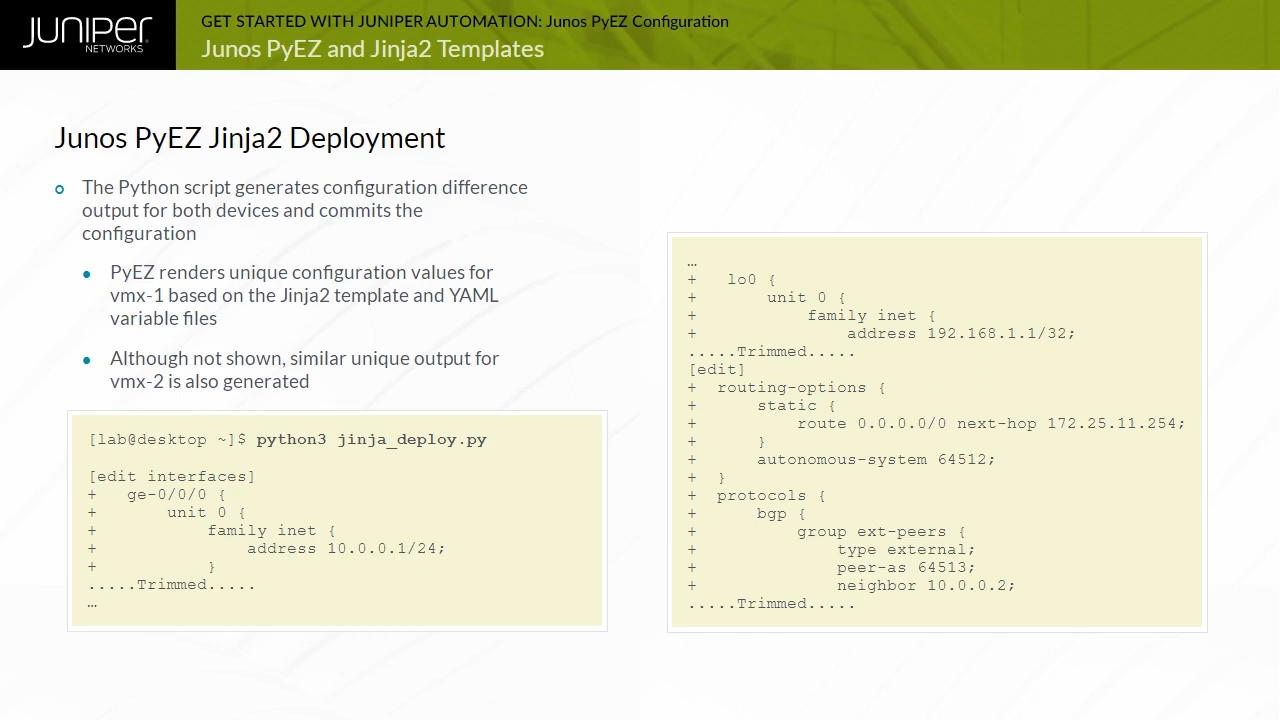 JUNIPEr
NETWORKS
GET STARTED WITH JUNIPER AUTOMATION: Junos PyEZ Configuration
Junos PyEZ and Jinja2 Templates
Junos PyEZ Jinja2 Deployment
The Python script generates configuration difference
output for both devices and commits the
configuration
PyEZ renders unique configuration values for
vmx-1 based on the Jinja2 template and YAML
variable files
Although not shown, similar unique output for
vmx-2 is also generated
[lab@desktop ~]$ python3 jinja_deploy.py
[edit interfaces]
+   ge-0/0/0 {
+       unit 0 {
+           family inet {
+               address 10.0.0.1/24;
+           }
.....Trimmed.....
…
…
+   lo0 {
+       unit 0 {
+           family inet {
+               address 192.168.1.1/32;
.....Trimmed.....
[edit]
+  routing-options {
+      static {
+          route 0.0.0.0/0 next-hop 172.25.11.254;
+      }
+      autonomous-system 64512;
+  }
+  protocols {
+      bgp {
+          group ext-peers {
+              type external;
+              peer-as 64513;
+              neighbor 10.0.0.2;
.....Trimmed.....